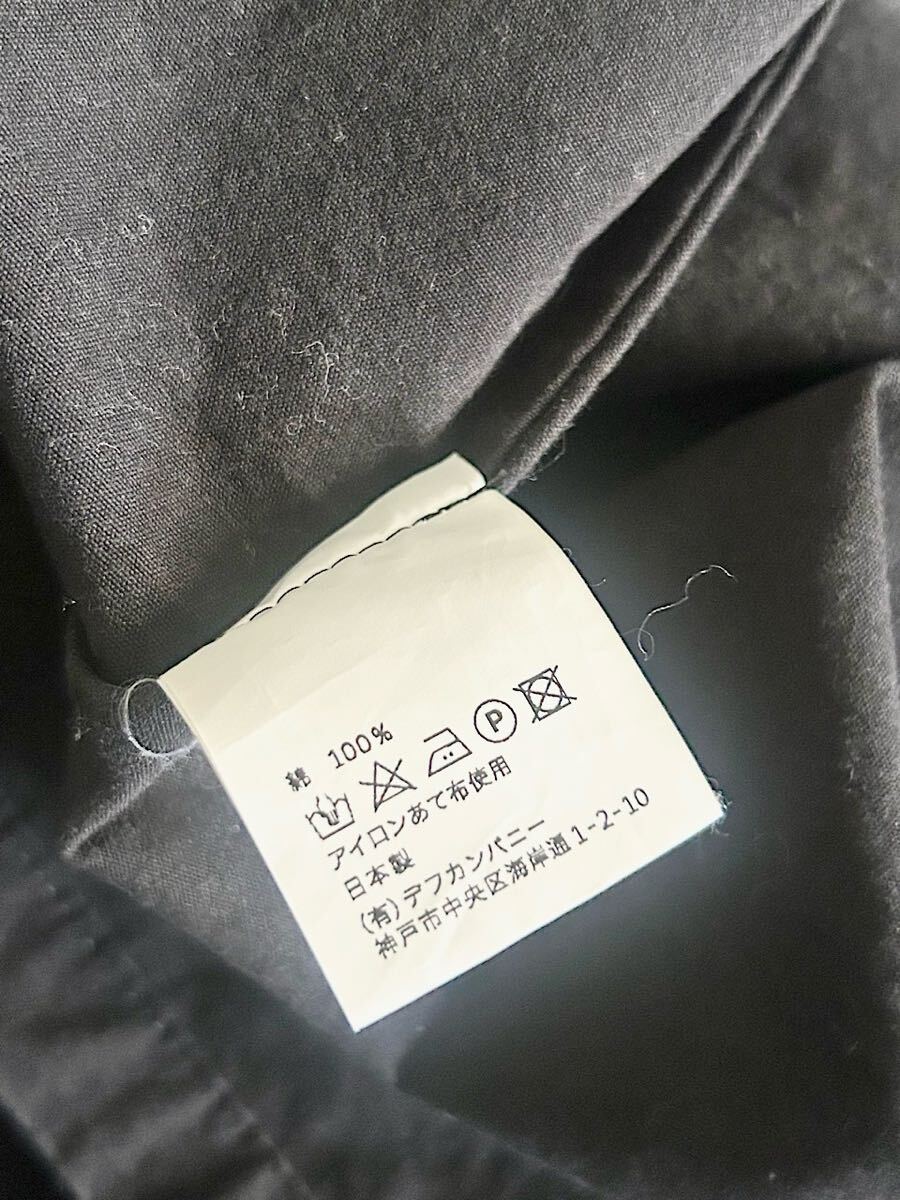 綿 100%
P
アイロンあて布使用
日本製
(有)デフカンパニー
神戸市中央区海岸通1-2-10